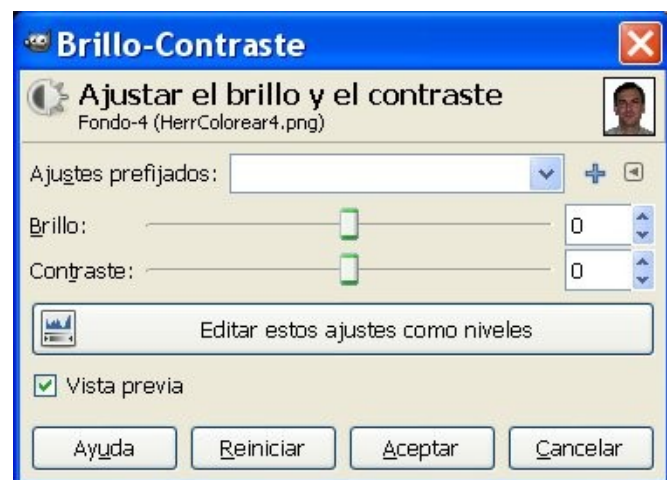 Brillo-Contraste
Ajustar el brillo y el contraste
Fondo-4 (HerrColorear4.png)
Ajustes prefijados:
Brillo: 0
Contraste: 0
Editar estos ajustes como niveles
Vista previa
Ayuda Reiniciar Aceptar Cancelar